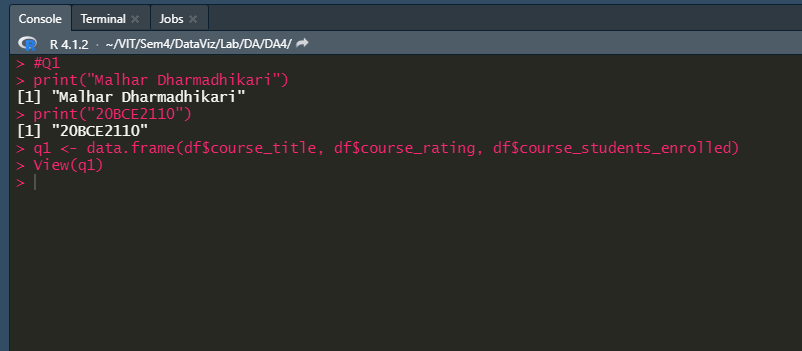 Console Terminal Jobs
R 4.1.2 · ~/VIT/Sem4/DataViz/Lab/DA/DA4/
> #Q1
> print("Malhar Dharmadhikari")
[1] "Malhar Dharmadhikari"
> print("20BCE2110")
[1] "20BCE2110"
> q1 <- data.frame(df$course_title, df$course_rating, df$course_students_enrolled)
> View(q1)
>